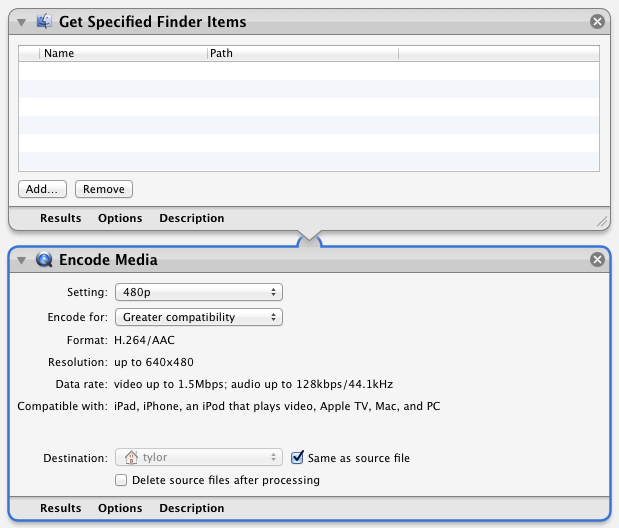 Get Specified Finder Items
Name Path
Add... Remove
Results Options Description
Encode Media
Setting: 480p
Encode for: Greater compatibility
Format: H.264/AAC
Resolution: up to 640x480
Data rate: video up to 1.5Mbps; audio up to 128kbps/44.1kHz
Compatible with: iPad, iPhone, an iPod that plays video, Apple TV, Mac, and PC
Destination: tylor Same as source file
Delete source files after processing
Results Options Description